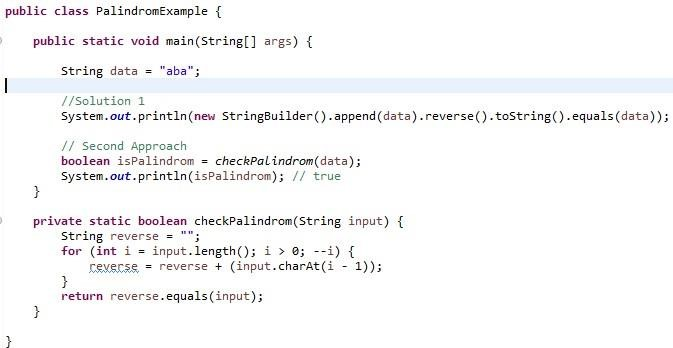 public class PalindromExample {
public static void main(String[] args) {
String data = "aba";
//Solution 1
System.out.println(new StringBuilder().append(data).reverse().toString().equals(data));
// Second Approach
boolean isPalindrom = checkPalindrom(data);
System.out.println(isPalindrom); // true
}
private static boolean checkPalindrom(String input) {
String reverse = "";
for (int i = input.length(); i > 0; --i) {
reverse = reverse + (input.charAt(i - 1));
}
return reverse.equals(input);
}
}